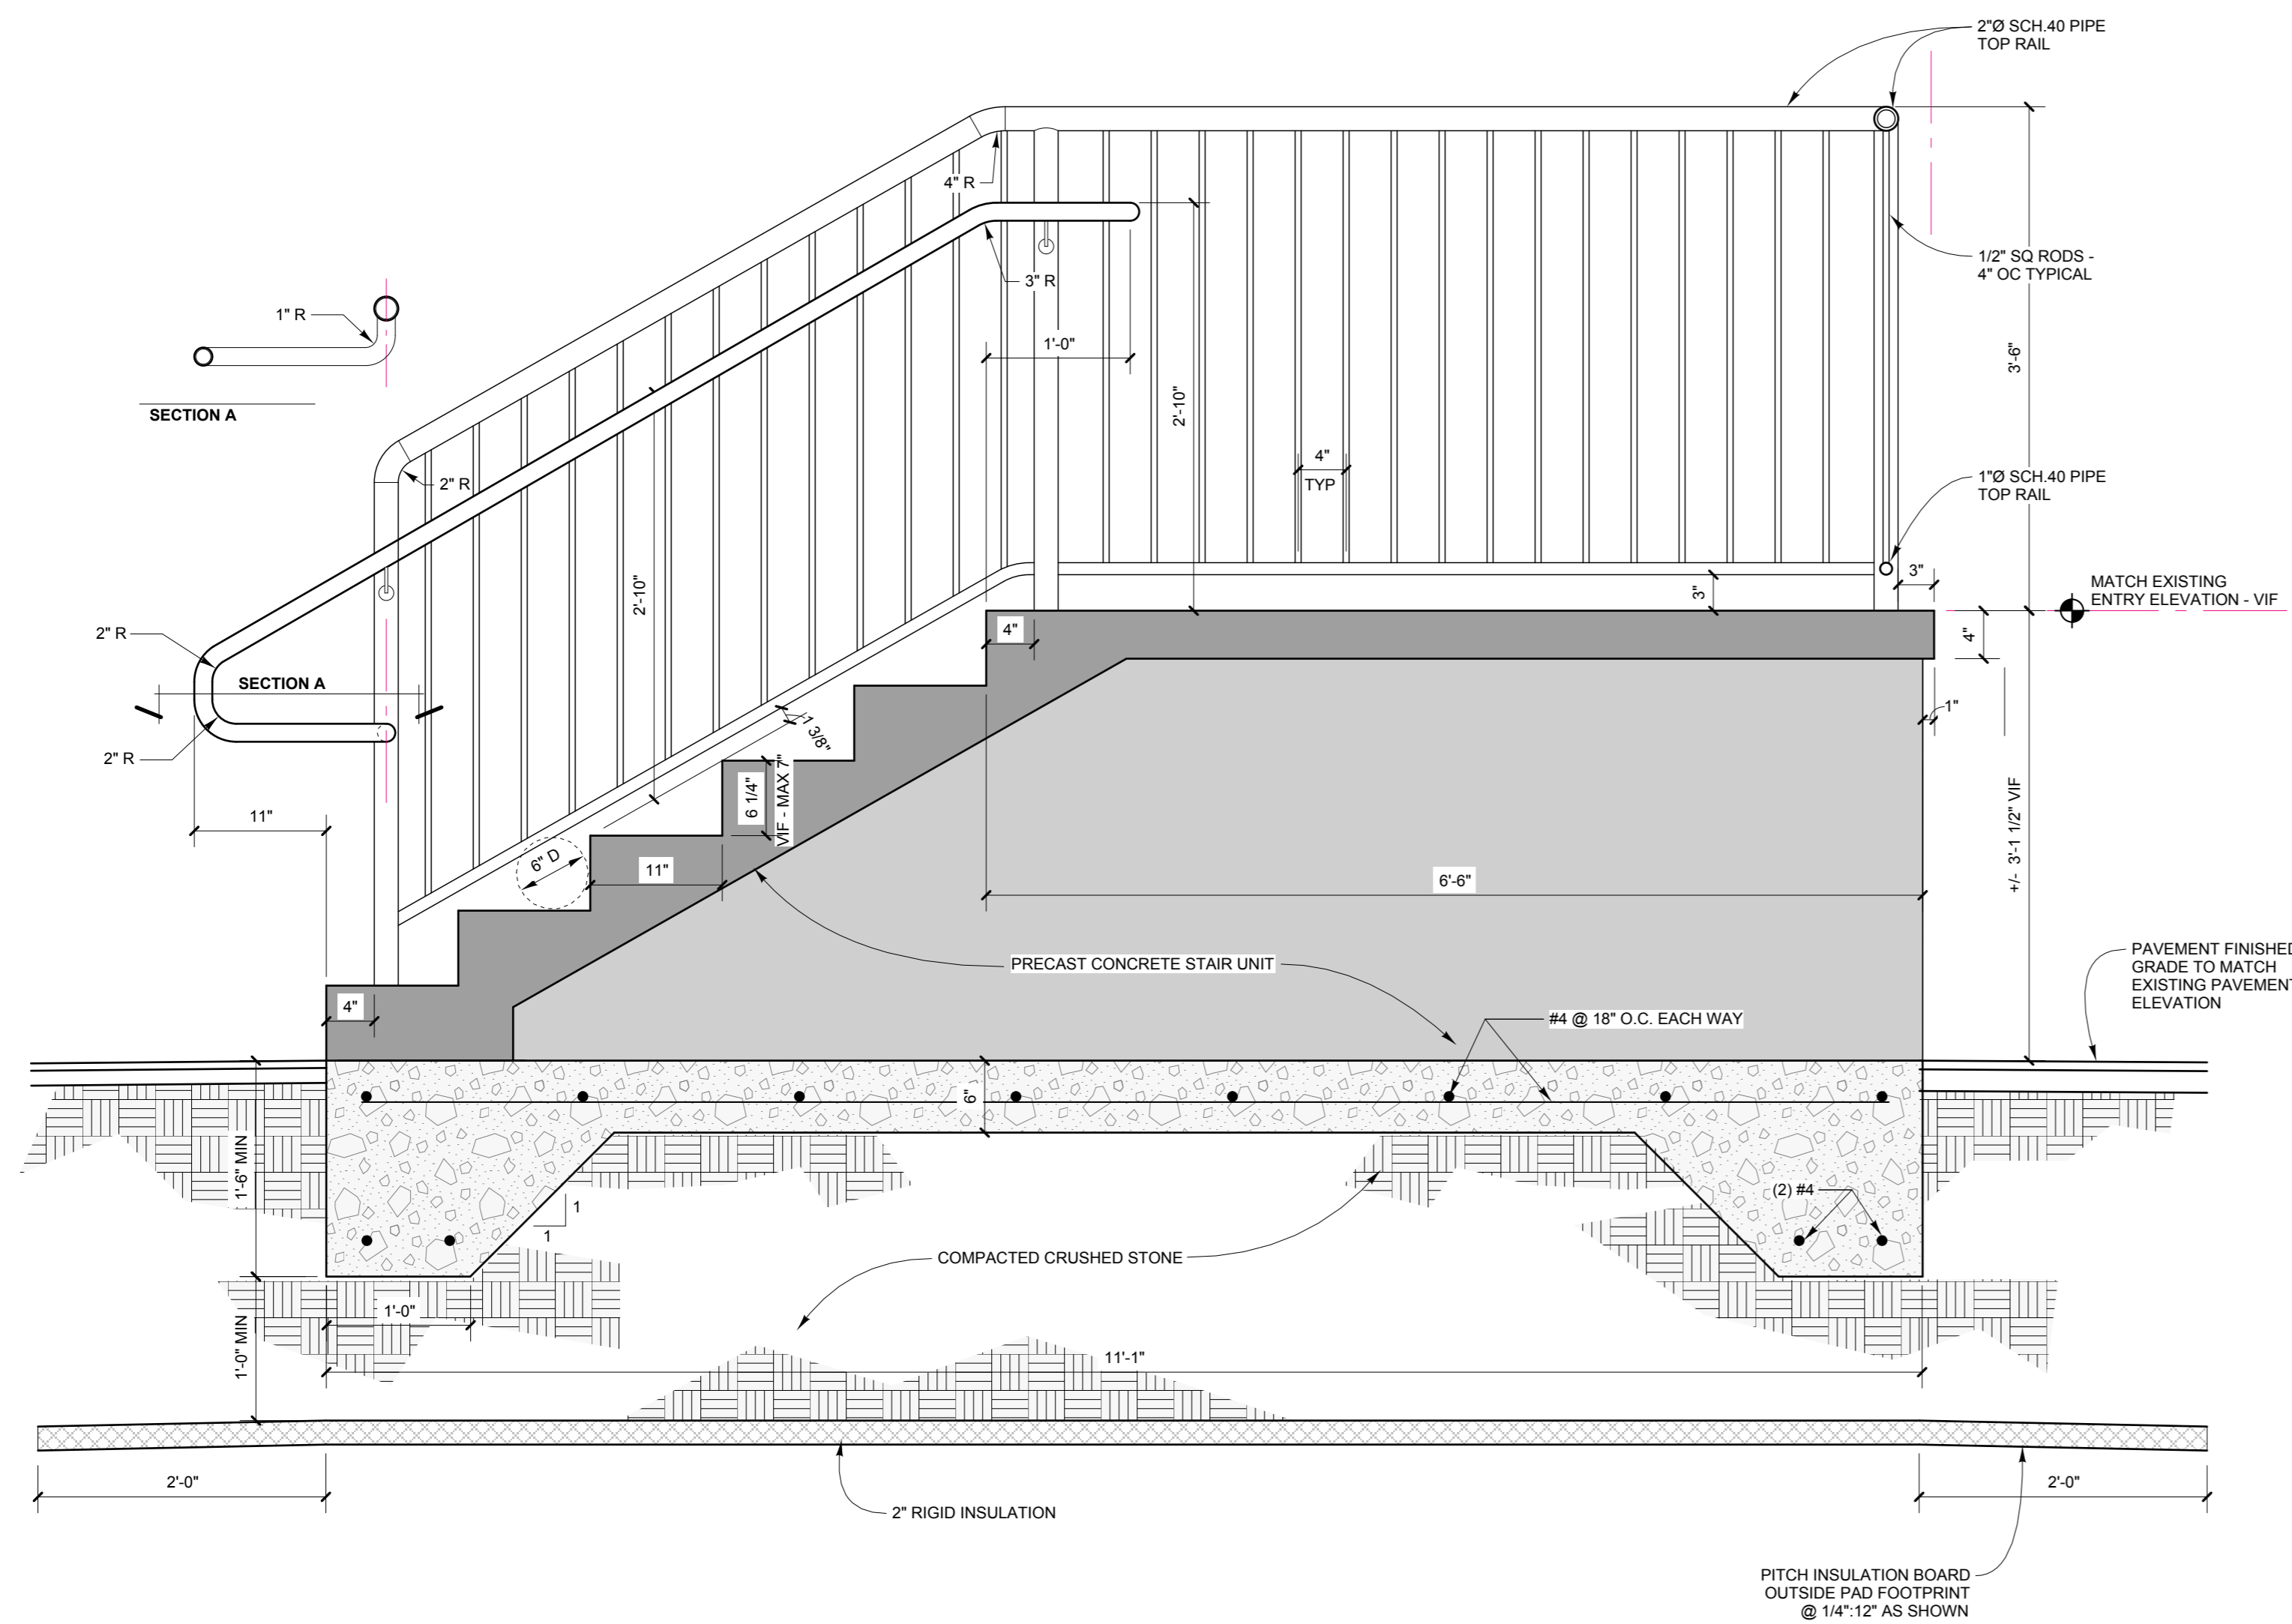 2"Ø SCH.40 PIPE
TOP RAIL
4" R
1/2" SQ RODS -
4" OC TYPICAL
3" R
1" R
1'-0"
3'-6"
SECTION A
2'-10"
4"
TYP
2" R
1"Ø SCH.40 PIPE
TOP RAIL
2'-10"
3"
3"
MATCH EXISTING
ENTRY ELEVATION - VIF
2" R
4"
4"
SECTION A
1"
1 3/8"
2" R
6 1/4"
VIF - MAX 7"
11"
+/- 3'-1 1/2" VIF
6" D
11"
6'-6"
PRECAST CONCRETE STAIR UNIT
PAVEMENT FINISHED
GRADE TO MATCH
EXISTING PAVEMENT
ELEVATION
4"
#4 @ 18" O.C. EACH WAY
6"
1'-6" MIN
(2) #4
1
1
COMPACTED CRUSHED STONE
1'-0"
1'-0" MIN
11'-1"
2'-0"
2'-0"
2" RIGID INSULATION
PITCH INSULATION BOARD
OUTSIDE PAD FOOTPRINT
@ 1/4":12" AS SHOWN